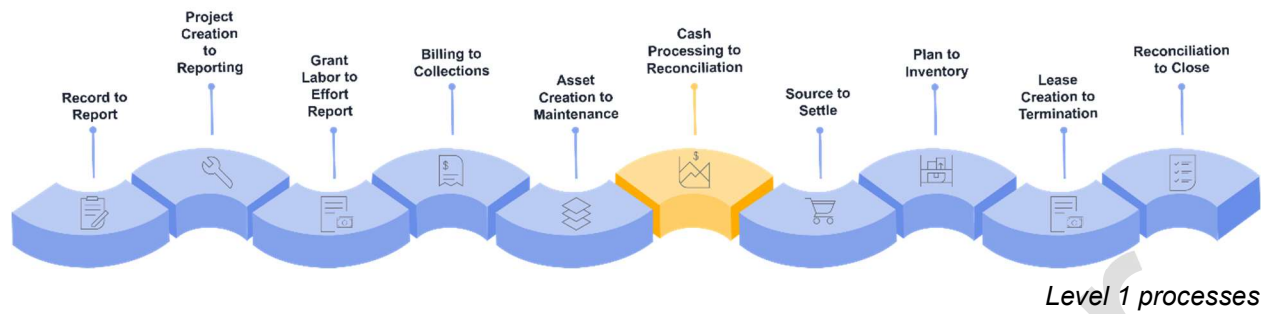 Record to
Report
Project
Creation
to
Reporting
Grant
Labor to
Effort
Report
Billing to
Collections
Asset
Creation to
Maintenance
Cash
Processing to
Reconciliation
Source to
Settle
Plan to
Inventory
Lease
Creation to
Termination
Reconciliation
to Close
$
$
Level 1 processes